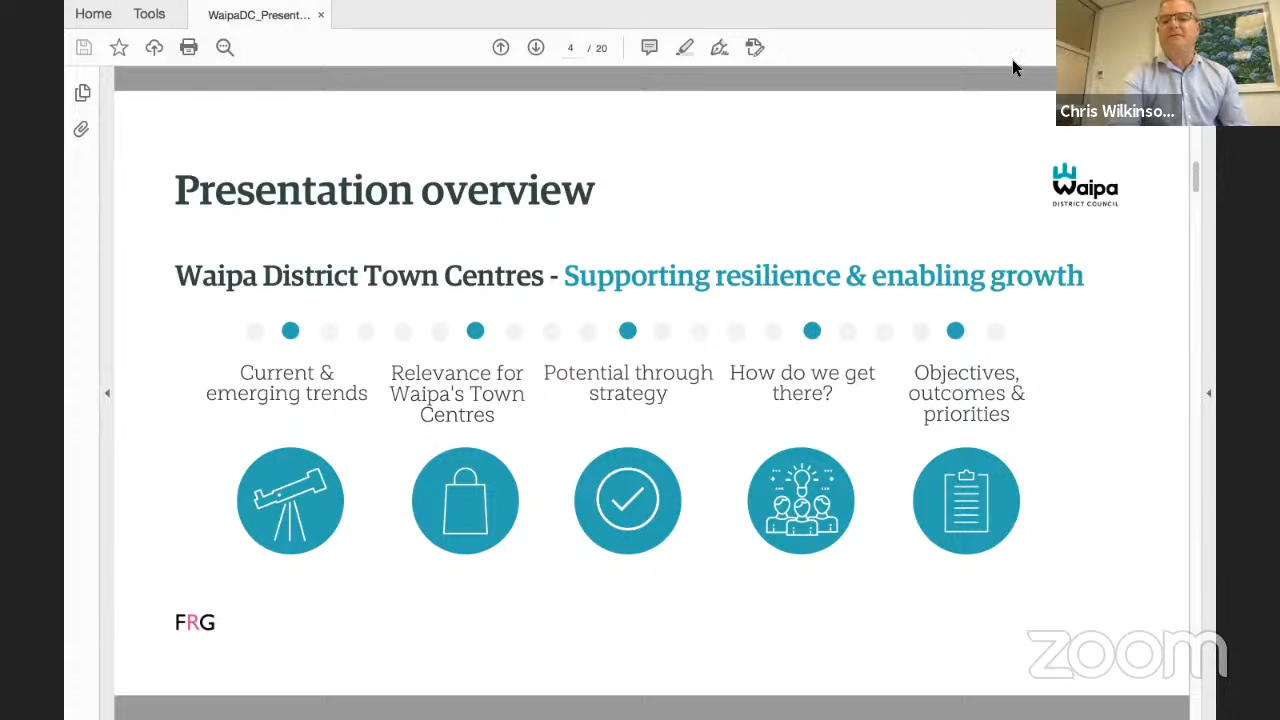 Home Tools WaipaDC_Present... ×
4 / 20
Chris Wilkinso...
Presentation overview
Waipa
DISTRICT COUNCIL
Waipa District Town Centres - Supporting resilience & enabling growth
Current &
emerging trends
Relevance for
Waipa's Town
Centres
Potential through
strategy
How do we get
there?
Objectives,
outcomes &
priorities
FRG
zoom